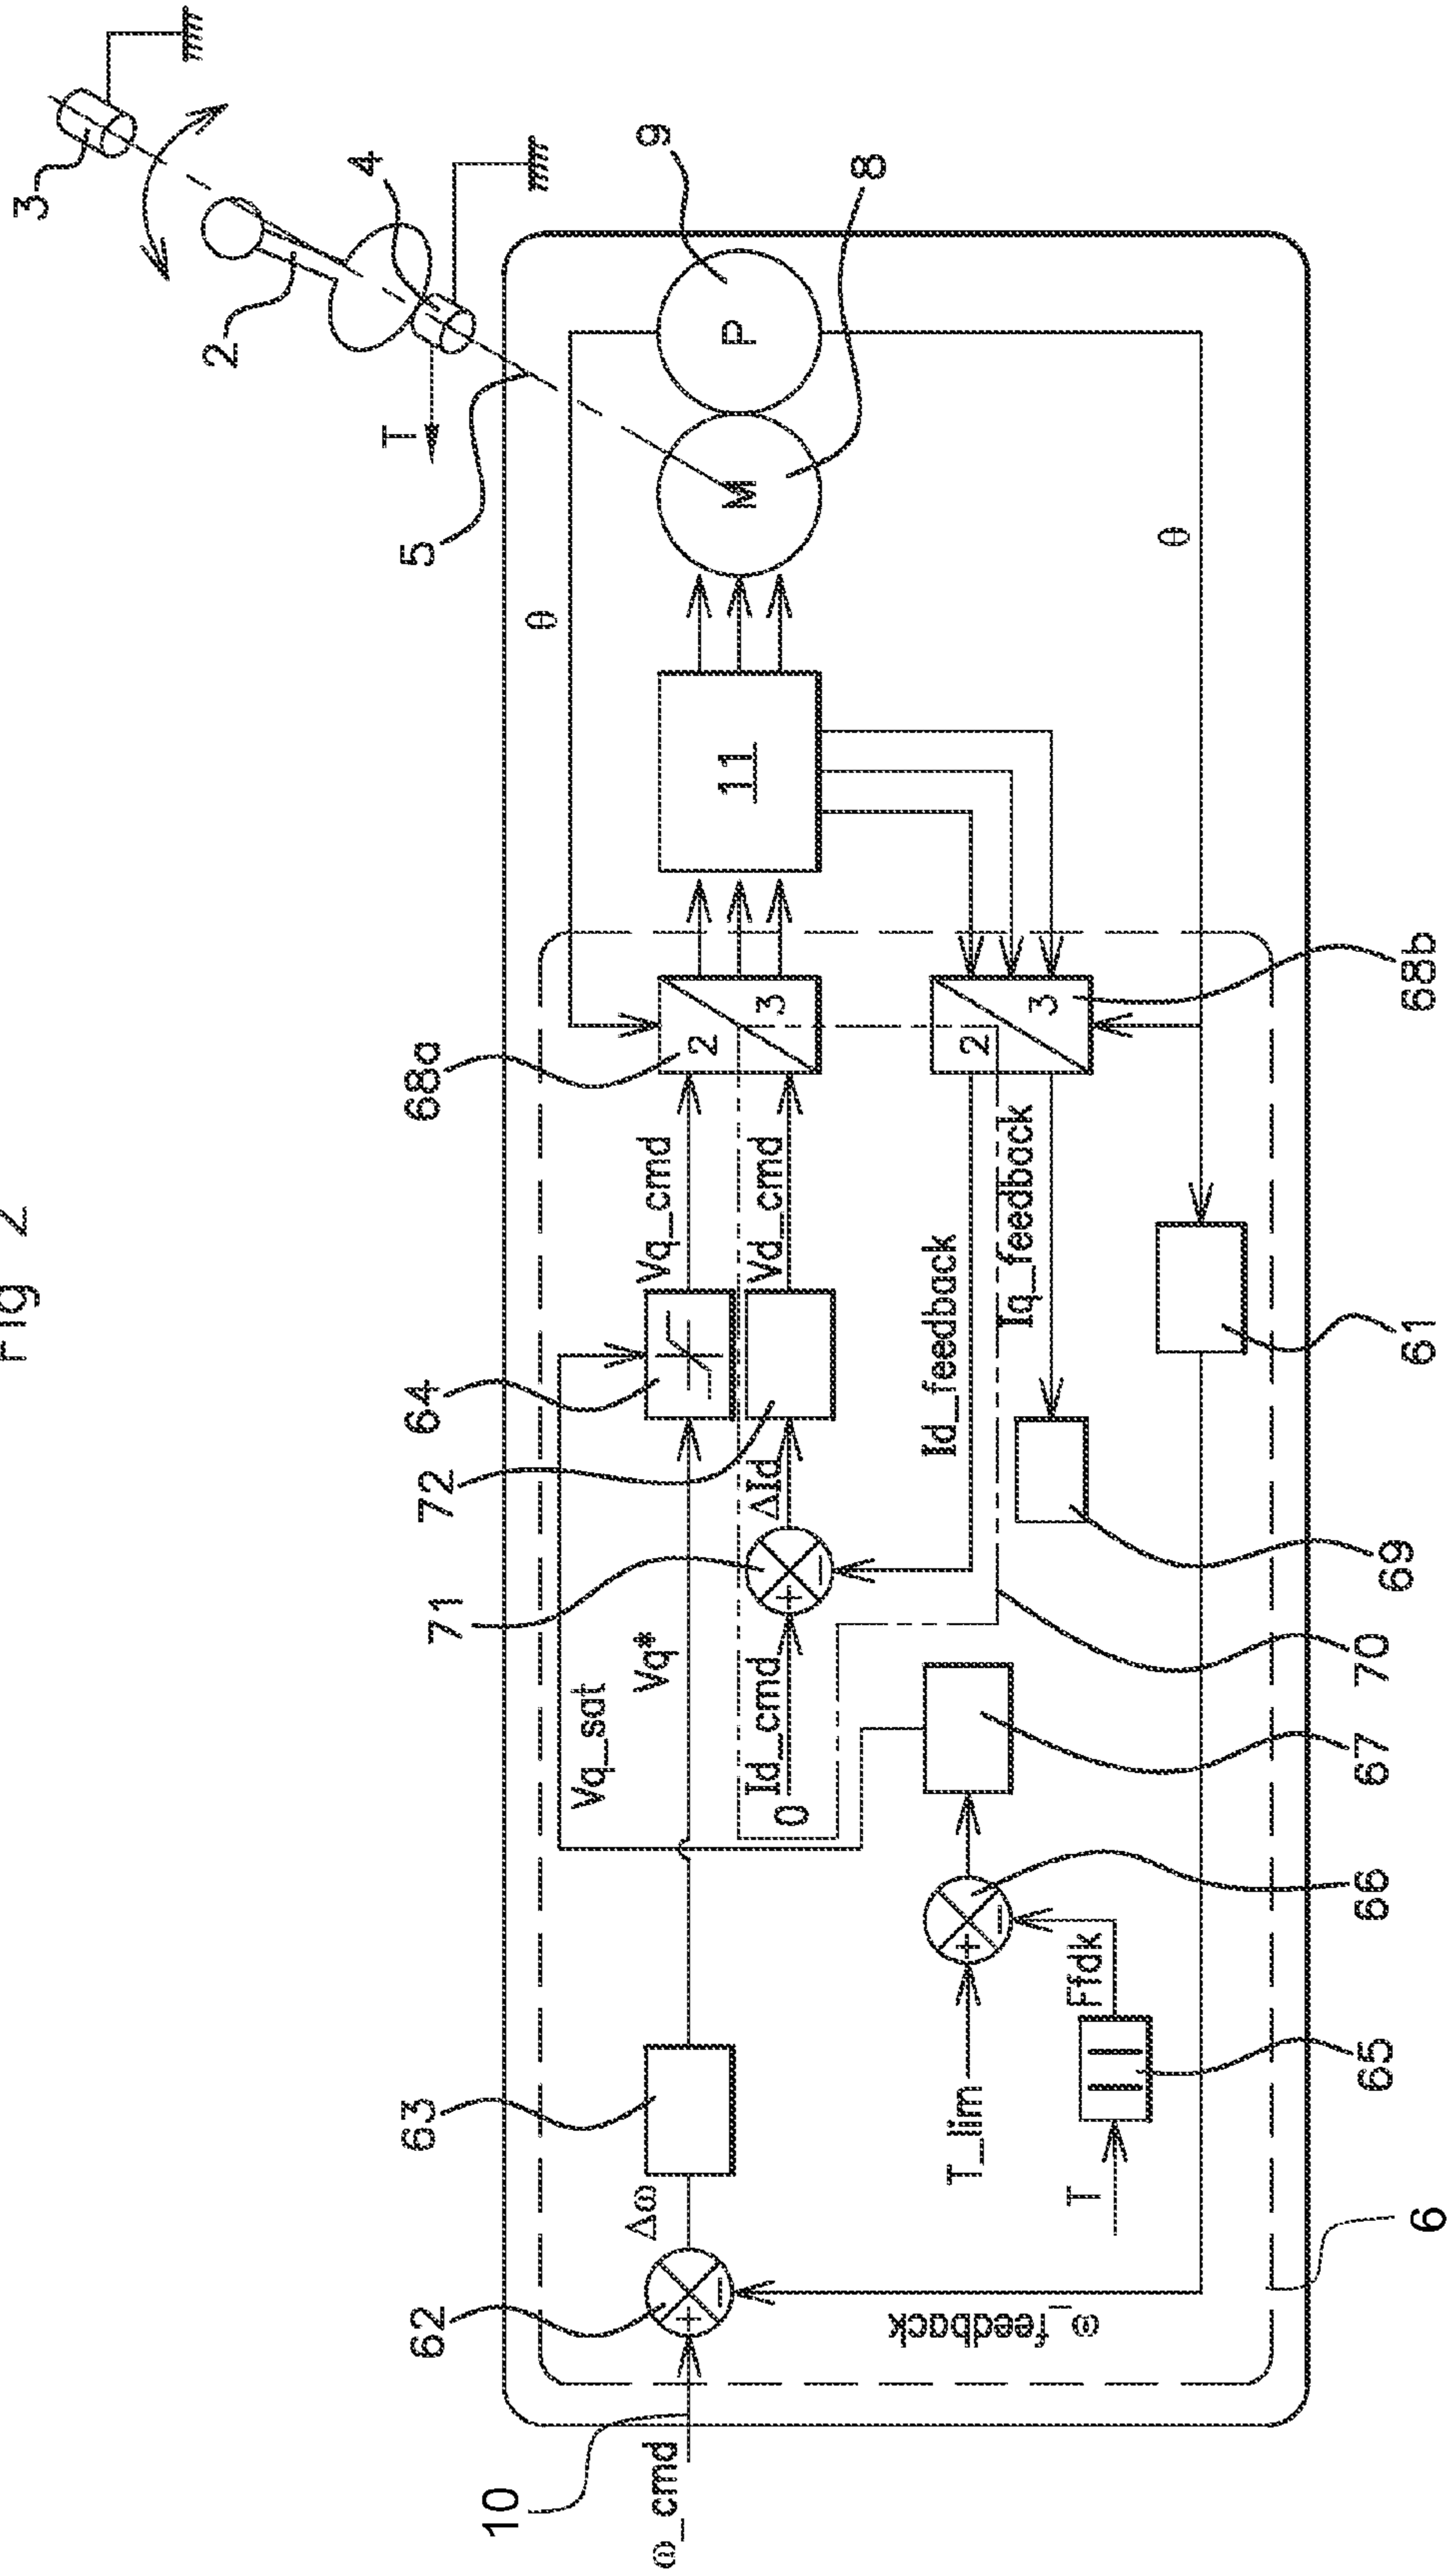 Fig 2
3
2
4
T
5
9
8
P
M
θ
θ
11
68a
2
3
68b
2
3
Vq_cmd
Vd_cmd
Id_feedback
Iq_feedback
64
72
ΔId
71
61
69
Vq_sat
Vq*
Id_cmd
0
70
67
66
63
Δω
62
T_lim
Ffdk
T
65
6
ω_feedback
10
ω_cmd